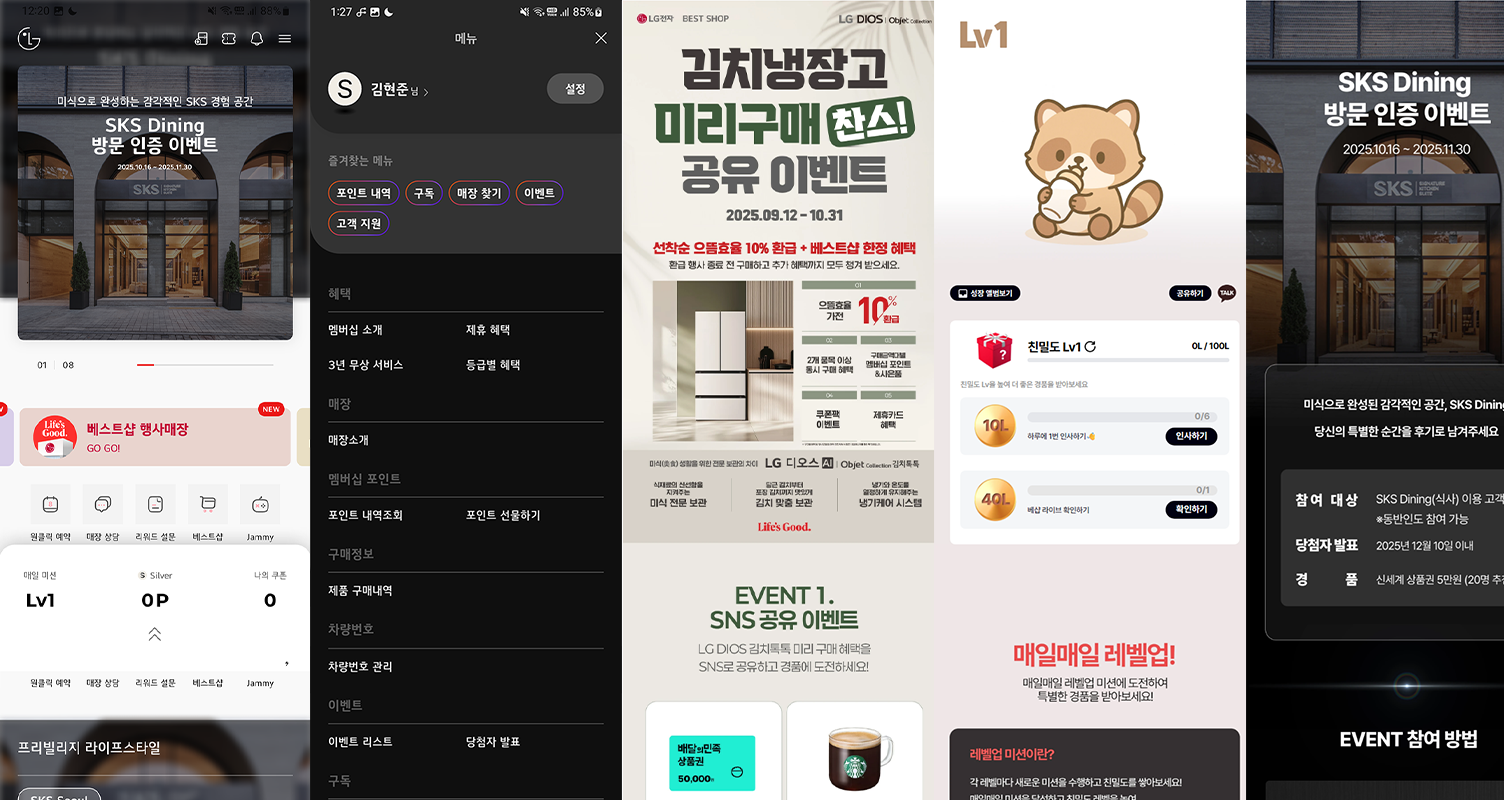 12:20
88%
미식으로 완성하는 감각적인 SKS 경험 공간
SKS Dining
방문 인증 이벤트
2025.10.16 ~ 2025.11.30
SKS
01 | 08
NEW
Life's Good.
베스트샵 행사매장
GO GO!
원클릭 예약
매장 상담
리워드 설문
베스트샵
Jammy
매일 미션
Lv1
S Silver
0P
나의 쿠폰
0
원클릭 예약
매장 상담
리워드 설문
베스트샵
Jammy
프리빌리지 라이프스타일
SKS Seoul
1:27
85%
메뉴
S
김현준 님 >
설정
즐겨찾는 메뉴
포인트 내역
구독
매장 찾기
이벤트
고객 지원
혜택
멤버십 소개
제휴 혜택
3년 무상 서비스
등급별 혜택
매장
매장소개
멤버십 포인트
포인트 내역조회
포인트 선물하기
구매정보
제품 구매내역
차량번호
차량번호 관리
이벤트
이벤트 리스트
당첨자 발표
구독
LG전자 BEST SHOP
LG DIOS | Objet Collection
김치냉장고
미리구매 찬스!
공유 이벤트
2025.09.12 - 10.31
선착순 으뜸효율 10% 환급 + 베스트샵 한정 혜택
환급 행사 종료 전 구매하고 추가 혜택까지 모두 챙겨 받으세요.
01
으뜸효율
가전
10%
환급
02
2개 품목 이상
동시 구매 혜택
03
구매금액대별
멤버십 포인트
&사은품
04
쿠폰팩
이벤트
05
제휴카드
혜택
미식(美食) 생활을 위한 전문 보관의 차이 LG 디오스 AI | Objet Collection 김치톡톡
식재료의 신선함을
지켜주는
미식 전문 보관
갓담근 김치부터
포장 김치까지 맛있게
김치 맞춤 보관
냉기와 온도를
일정하게 유지해주는
냉기케어 시스템
Life's Good.
EVENT 1.
SNS 공유 이벤트
LG DIOS 김치톡톡 미리 구매 혜택을
SNS로 공유하고 경품에 도전하세요!
배달의민족
상품권
50,000원
Lv1
성장 앨범보기
공유하기
TALK
친밀도 Lv1
0L / 100L
친밀도 Lv을 높여 더 좋은 경품을 받아보세요
10L
0/6
하루에 1번 인사하기
인사하기
40L
0/1
베샵 라이브 확인하기
확인하기
매일매일 레벨업!
매일매일 레벨업 미션에 도전하여
특별한 경품을 받아보세요!
레벨업 미션이란?
각 레벨마다 새로운 미션을 수행하고 친밀도를 쌓아보세요!
매일매일 미션을 달성하고 친밀도 레벨을 높여
SKS Dining
방문 인증 이벤트
2025.10.16 ~ 2025.11.30
SKS SIGNATURE KITCHEN SUITE
미식으로 완성된 감각적인 공간, SKS Dining
당신의 특별한 순간을 후기로 남겨주세요
참여 대상
SKS Dining(식사) 이용 고객
※동반인도 참여 가능
당첨자 발표
2025년 12월 10일 이내
경 품
신세계 상품권 5만원 (20명 추첨
EVENT 참여 방법